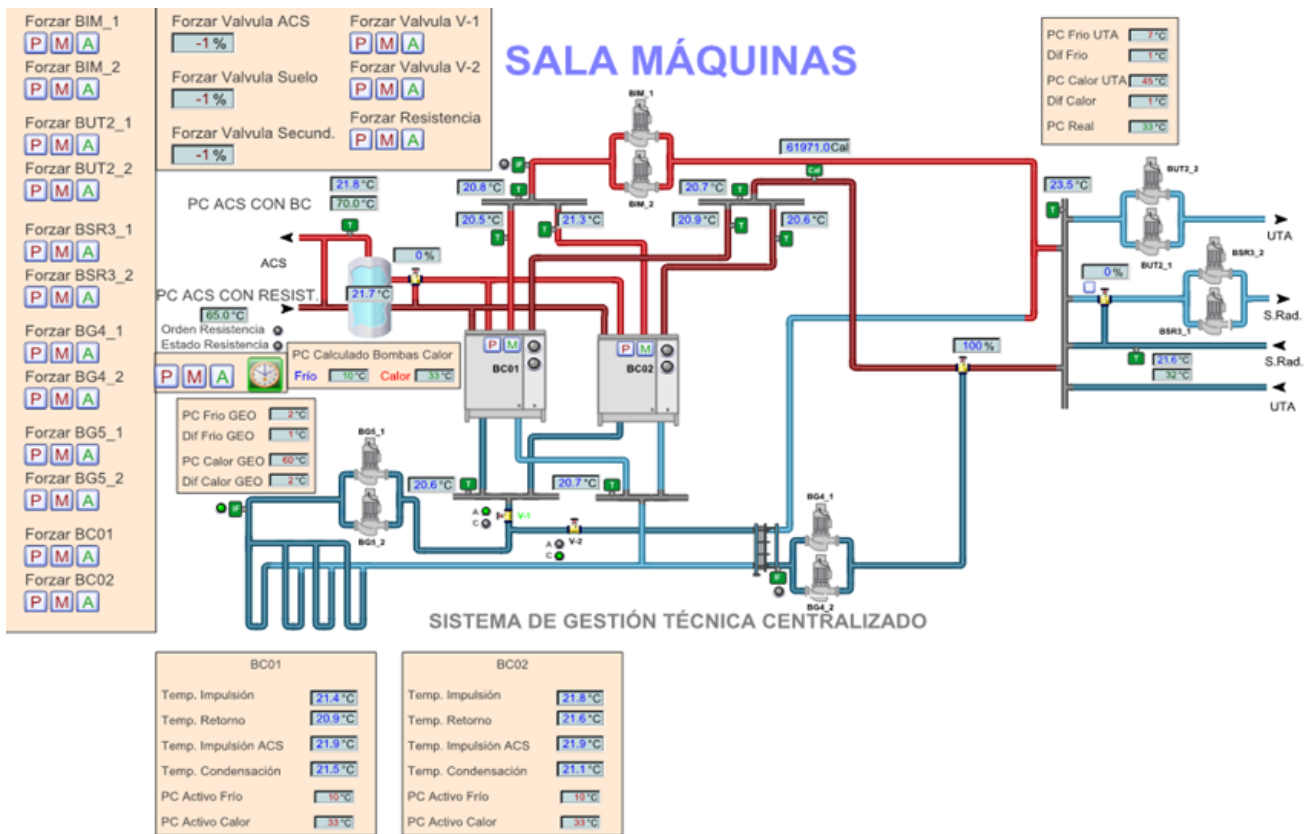 Forzar BIM_1
P M A
Forzar BIM_2
P M A
Forzar BUT2_1
P M A
Forzar BUT2_2
P M A
Forzar BSR3_1
P M A
Forzar BSR3_2
P M A
Forzar BG4_1
P M A
Forzar BG4_2
P M A
Forzar BG5_1
P M A
Forzar BG5_2
P M A
Forzar BC01
P M A
Forzar BC02
P M A
Forzar Valvula ACS
-1 %
Forzar Valvula Suelo
-1 %
Forzar Valvula Secund.
-1 %
Forzar Valvula V-1
P M A
Forzar Valvula V-2
P M A
Forzar Resistencia
P M A
SALA MÁQUINAS
PC Frio UTA 7 °C
Dif Frio 1 °C
PC Calor UTA 45 °C
Dif Calor 1 °C
PC Real 33 °C
BIM_1
BIM_2
IF
61971.0Cal
Cal
21.8 °C
PC ACS CON BC 70.0 °C
T
ACS
0 %
21.7 °C
PC ACS CON RESIST.
65.0 °C
Orden Resistencia
Estado Resistencia
P M A
20.8 °C
T
20.5 °C
T
21.3 °C
T
20.7 °C
T
20.9 °C
T
20.6 °C
T
23.5 °C
T
BUT2_2
BUT2_1
UTA
BSR3_2
0 %
BSR3_1
S.Rad.
S.Rad.
T
21.6 °C
32 °C
UTA
100 %
PC Calculado Bombas Calor
Frío 10 °C Calor 33 °C
P M
BC01
P M
BC02
PC Frio GEO 2 °C
Dif Frio GEO 1 °C
PC Calor GEO 60 °C
Dif Calor GEO 2 °C
BG5_1
BG5_2
IF
20.6 °C
T
20.7 °C
T
A
C
V-1
A
C
V-2
BG4_1
BG4_2
IF
SISTEMA DE GESTIÓN TÉCNICA CENTRALIZADO
BC01
Temp. Impulsión 21.4 °C
Temp. Retorno 20.9 °C
Temp. Impulsión ACS 21.9 °C
Temp. Condensación 21.5 °C
PC Activo Frío 10 °C
PC Activo Calor 33 °C
BC02
Temp. Impulsión 21.8 °C
Temp. Retorno 21.6 °C
Temp. Impulsión ACS 21.9 °C
Temp. Condensación 21.1 °C
PC Activo Frío 10 °C
PC Activo Calor 33 °C